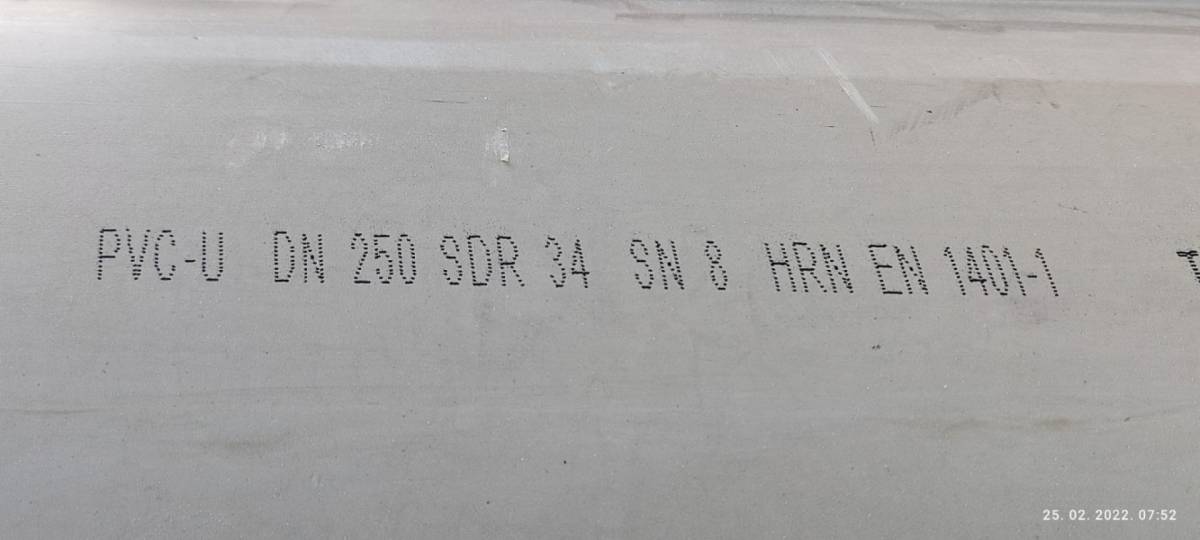 PVC-U DN 250 SDR 34 SN 8 HRN EN 1401-1
25. 02. 2022. 07:52